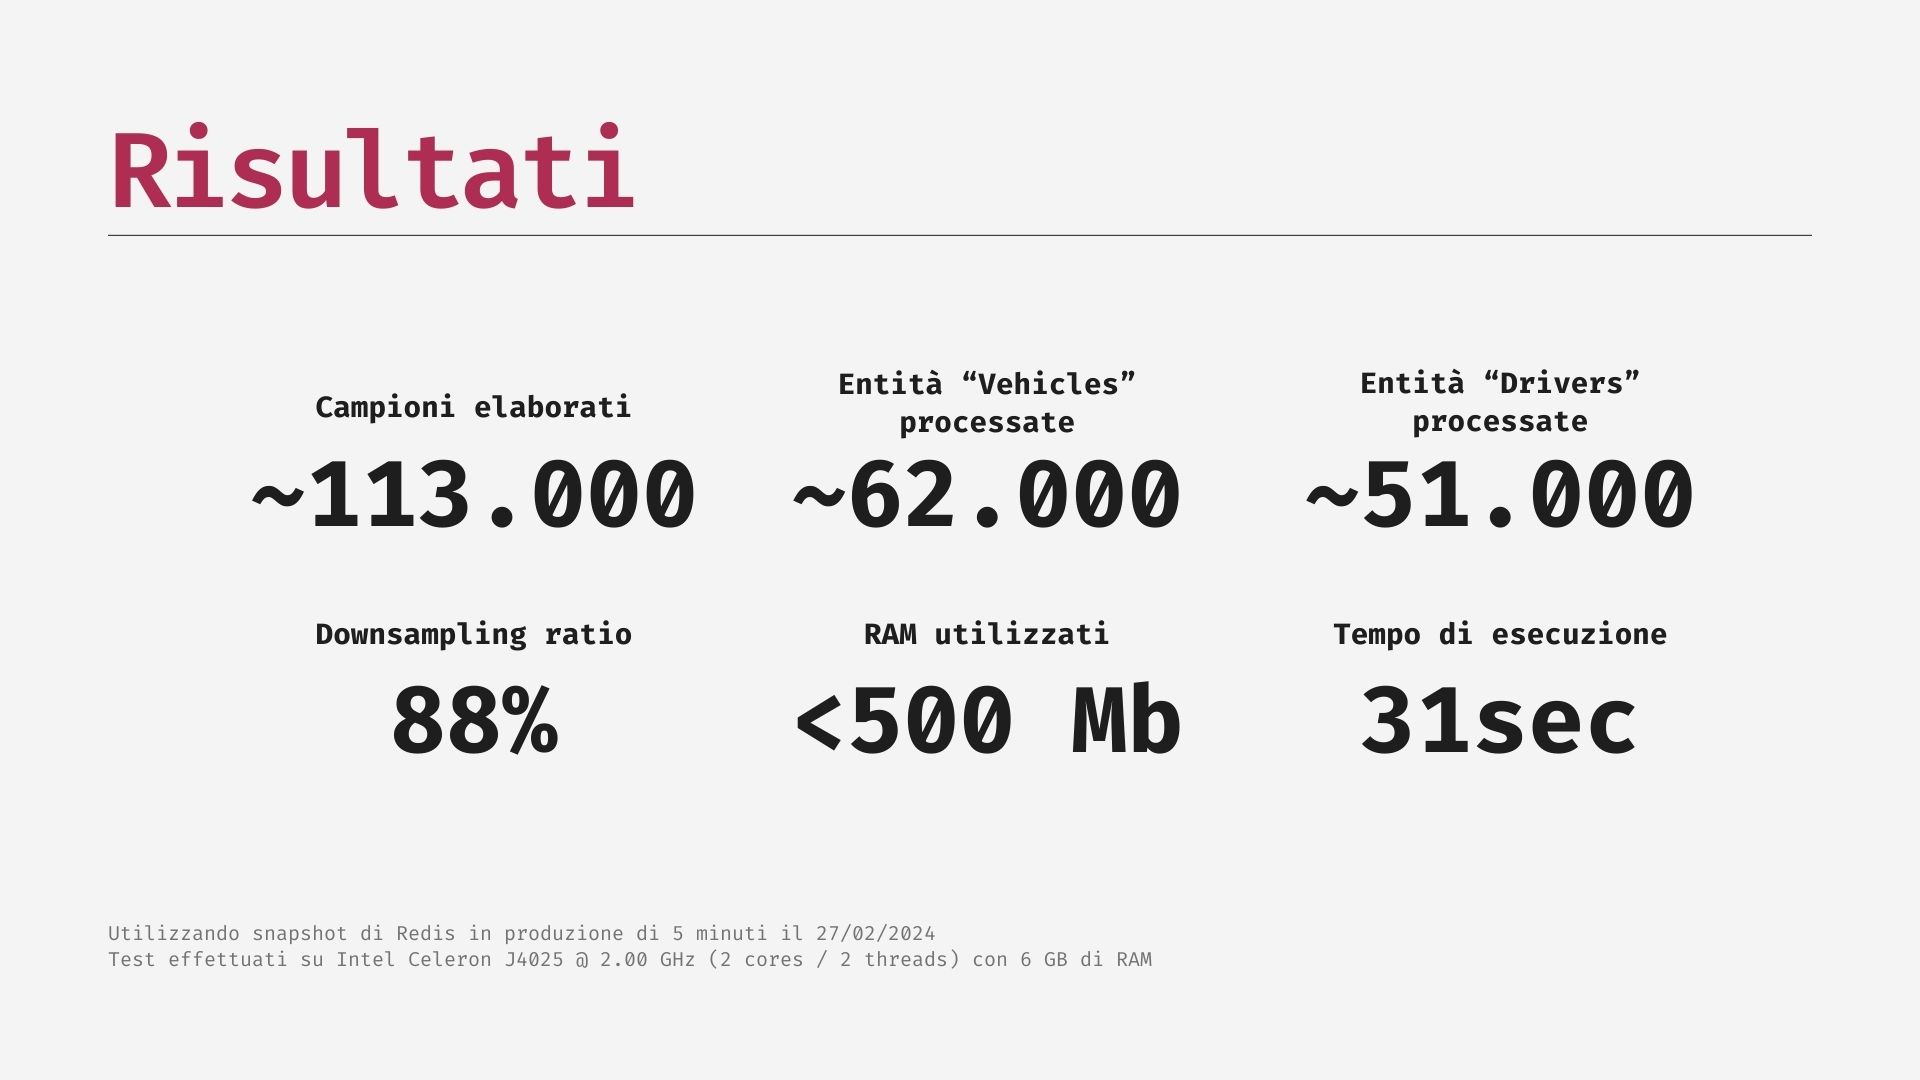 Risultati
Campioni elaborati
~113.000
Entità “Vehicles”
processate
~62.000
Entità “Drivers”
processate
~51.000
Downsampling ratio
88%
RAM utilizzati
<500 Mb
Tempo di esecuzione
31sec
Utilizzando snapshot di Redis in produzione di 5 minuti il 27/02/2024
Test effettuati su Intel Celeron J4025 @ 2.00 GHz (2 cores / 2 threads) con 6 GB di RAM